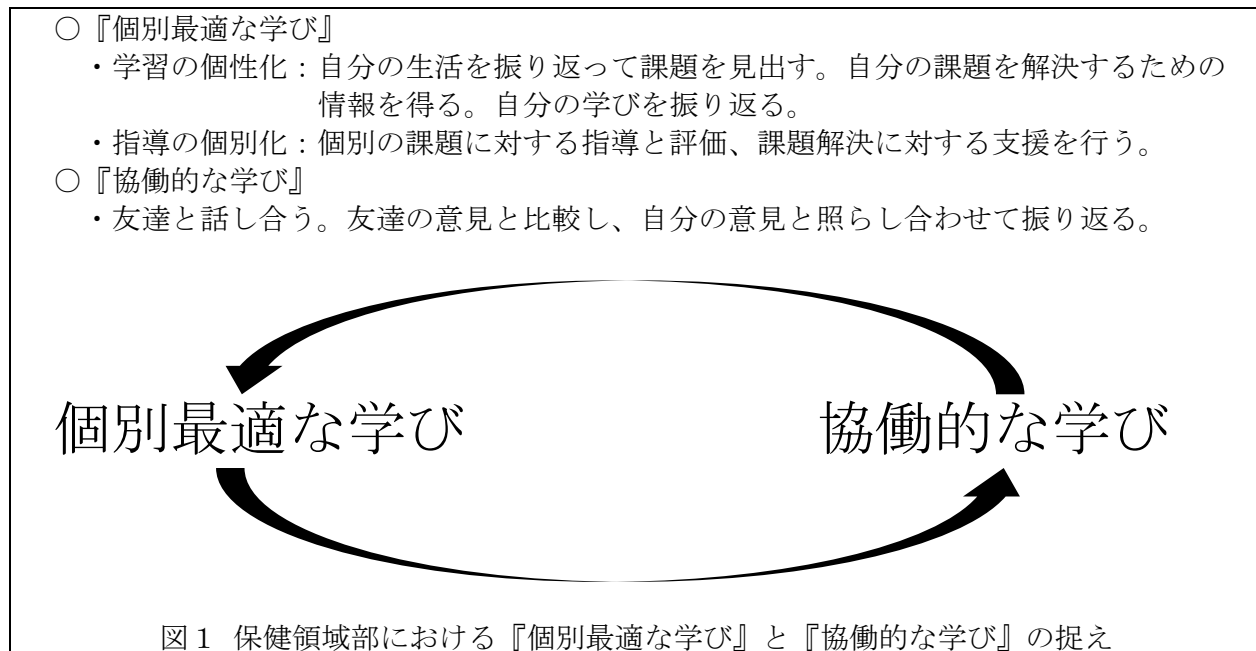 ○『個別最適な学び』
・学習の個性化：自分の生活を振り返って課題を見出す。自分の課題を解決するための
情報を得る。自分の学びを振り返る。
・指導の個別化：個別の課題に対する指導と評価、課題解決に対する支援を行う。
○『協働的な学び』
・友達と話し合う。友達の意見と比較し、自分の意見と照らし合わせて振り返る。
個別最適な学び 協働的な学び
図１ 保健領域部における『個別最適な学び』と『協働的な学び』の捉え